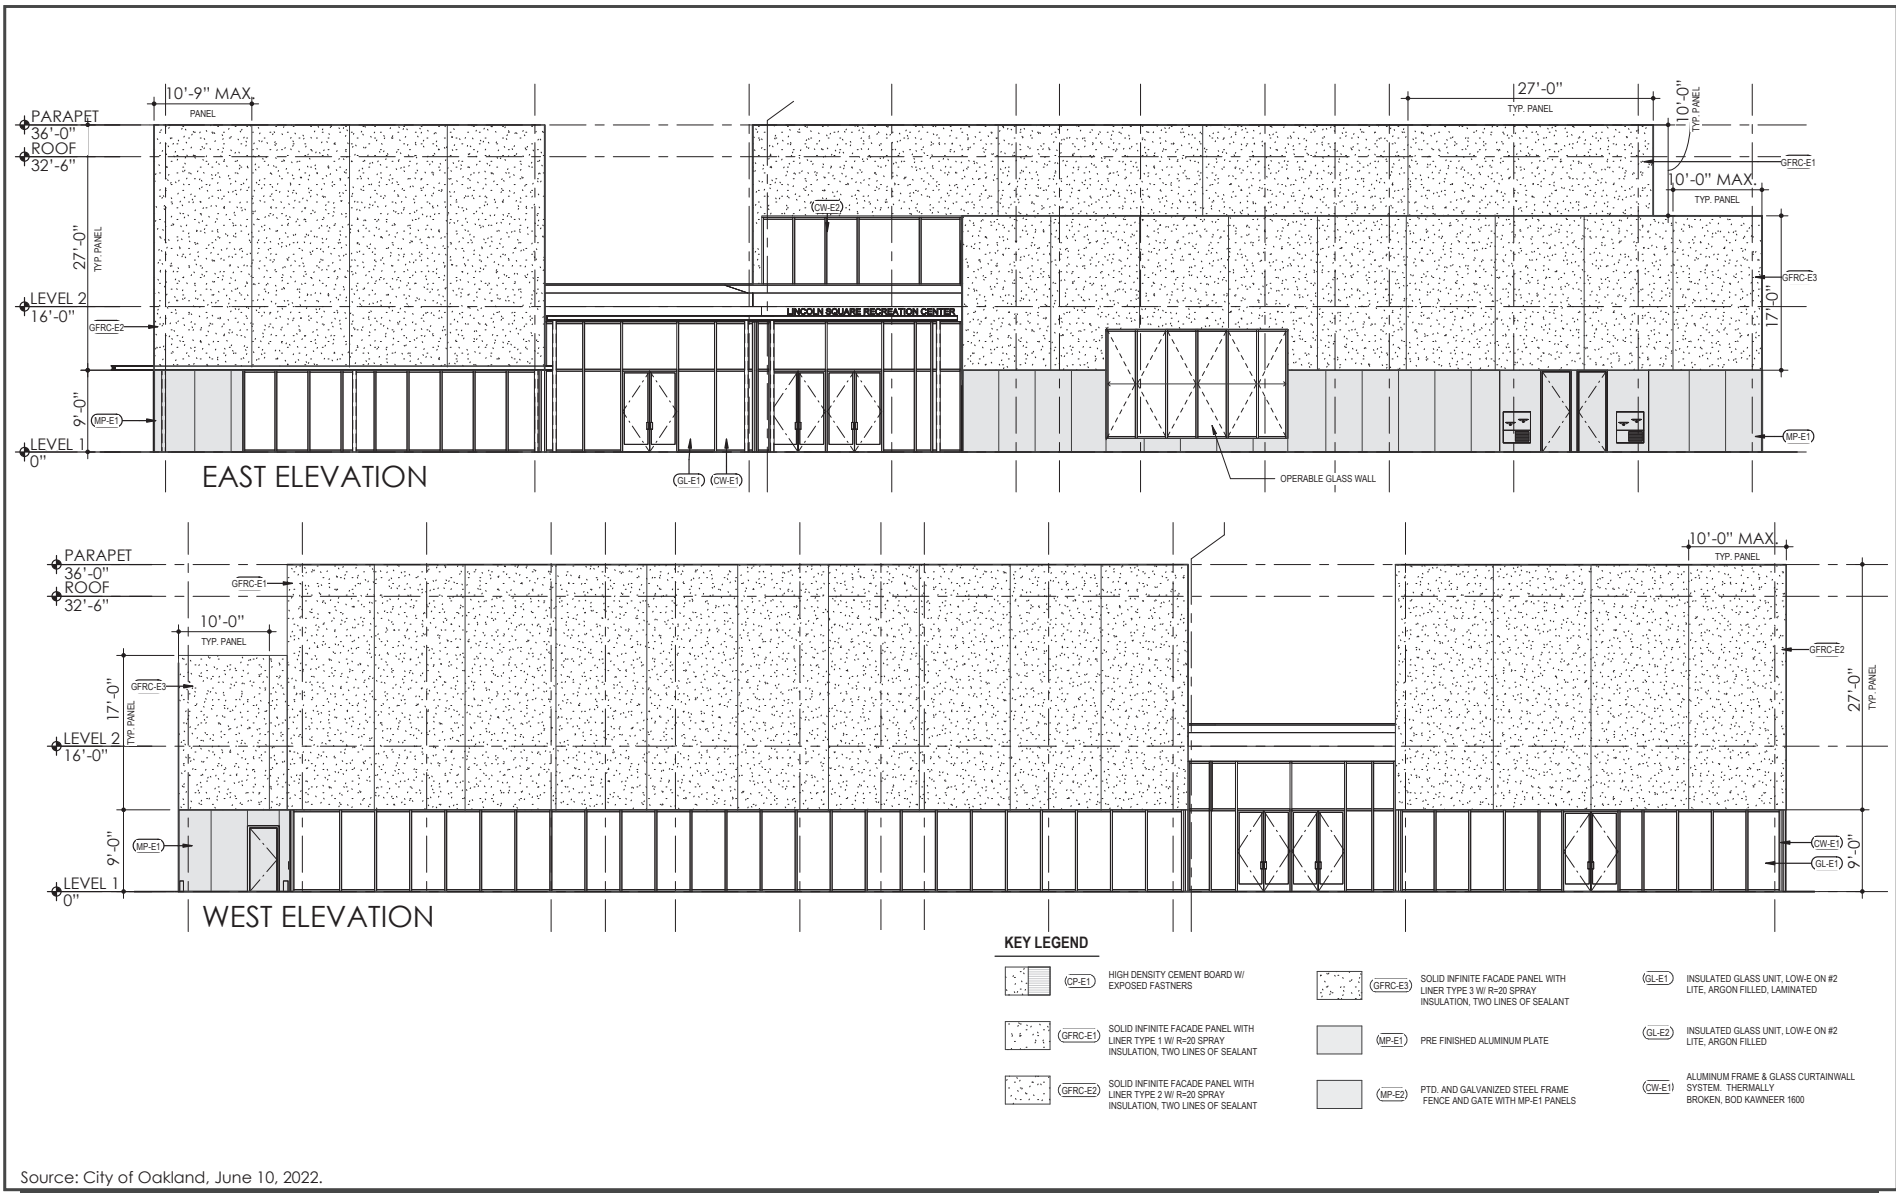 10'-9" MAX.
PANEL
27'-0"
TYP. PANEL
10'-0"
TYP. PANEL
PARAPET
36'-0"
ROOF
32'-6"
GFRC-E1
10'-0" MAX.
TYP. PANEL
CW-E2
27'-0"
TYP. PANEL
GFRC-E3
17'-0"
LEVEL 2
16'-0"
GFRC-E2
LINCOLN SQUARE RECREATION CENTER
9'-0"
MP-E1
MP-E1
LEVEL 1
0"
EAST ELEVATION
GL-E1
CW-E1
OPERABLE GLASS WALL
10'-0" MAX.
TYP. PANEL
PARAPET
36'-0"
ROOF
32'-6"
GFRC-E1
10'-0"
TYP. PANEL
GFRC-E2
GFRC-E3
17'-0"
TYP. PANEL
27'-0"
TYP. PANEL
LEVEL 2
16'-0"
MP-E1
9'-0"
CW-E1
GL-E1
9'-0"
LEVEL 1
0"
WEST ELEVATION
KEY LEGEND
CP-E1
HIGH DENSITY CEMENT BOARD W/
EXPOSED FASTNERS
GFRC-E1
SOLID INFINITE FACADE PANEL WITH
LINER TYPE 1 W/ R=20 SPRAY
INSULATION, TWO LINES OF SEALANT
GFRC-E2
SOLID INFINITE FACADE PANEL WITH
LINER TYPE 2 W/ R=20 SPRAY
INSULATION, TWO LINES OF SEALANT
GFRC-E3
SOLID INFINITE FACADE PANEL WITH
LINER TYPE 3 W/ R=20 SPRAY
INSULATION, TWO LINES OF SEALANT
MP-E1
PRE FINISHED ALUMINUM PLATE
MP-E2
PTD. AND GALVANIZED STEEL FRAME
FENCE AND GATE WITH MP-E1 PANELS
GL-E1
INSULATED GLASS UNIT, LOW-E ON #2
LITE, ARGON FILLED, LAMINATED
GL-E2
INSULATED GLASS UNIT, LOW-E ON #2
LITE, ARGON FILLED
CW-E1
ALUMINUM FRAME & GLASS CURTAINWALL
SYSTEM. THERMALLY
BROKEN, BOD KAWNEER 1600
Source: City of Oakland, June 10, 2022.